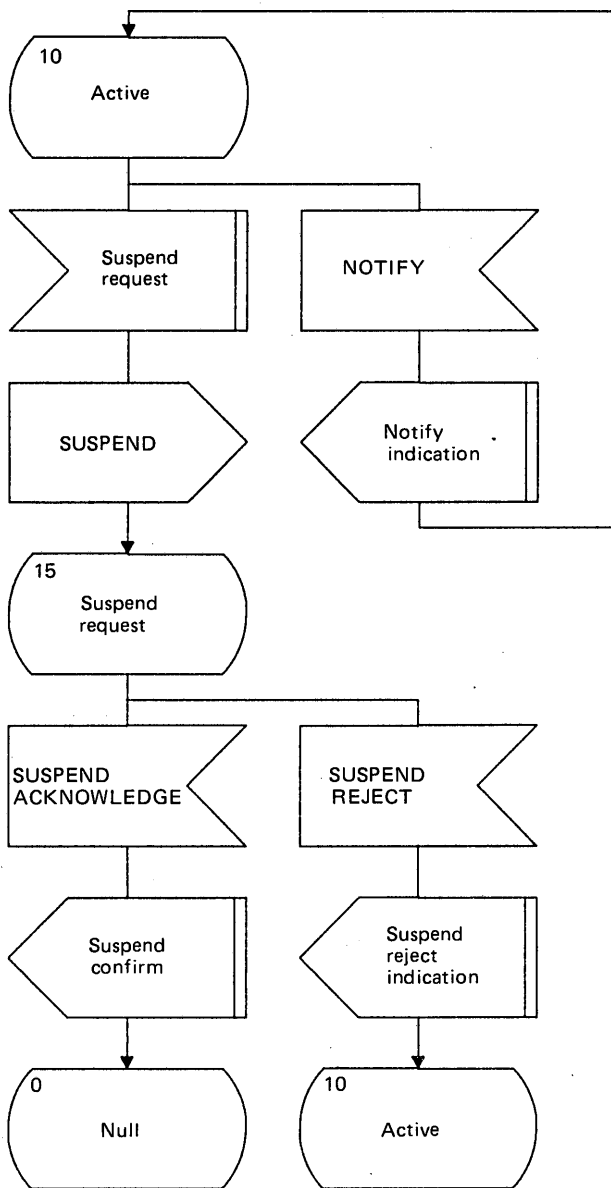 10
Active
Suspend
request
NOTIFY
SUSPEND
Notify
indication
15
Suspend
request
SUSPEND
ACKNOWLEDGE
SUSPEND
REJECT
Suspend
confirm
Suspend
reject
indication
0
Null
10
Active